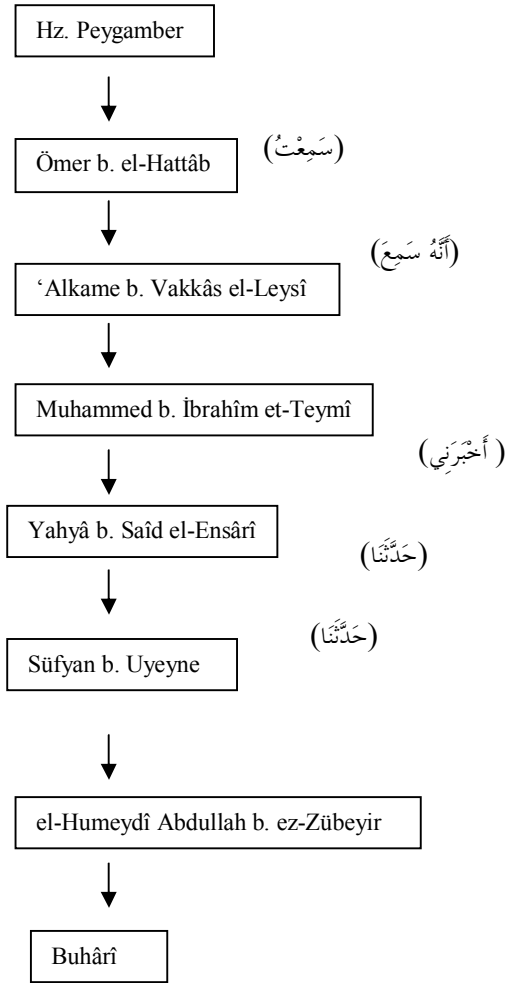 Hz. Peygamber
Ömer b. el-Hattâb
(سَمِعْتُ)
(أَنَّهُ سَمِعَ)
‘Alkame b. Vakkâs el-Leysî
Muhammed b. İbrahîm et-Teymî
(أَخْبَرَنِي )
Yahyâ b. Saîd el-Ensârî
(حَدَّثَنَا)
(حَدَّثَنَا)
Süfyan b. Uyeyne
el-Humeydî Abdullah b. ez-Zübeyir
Buhârî